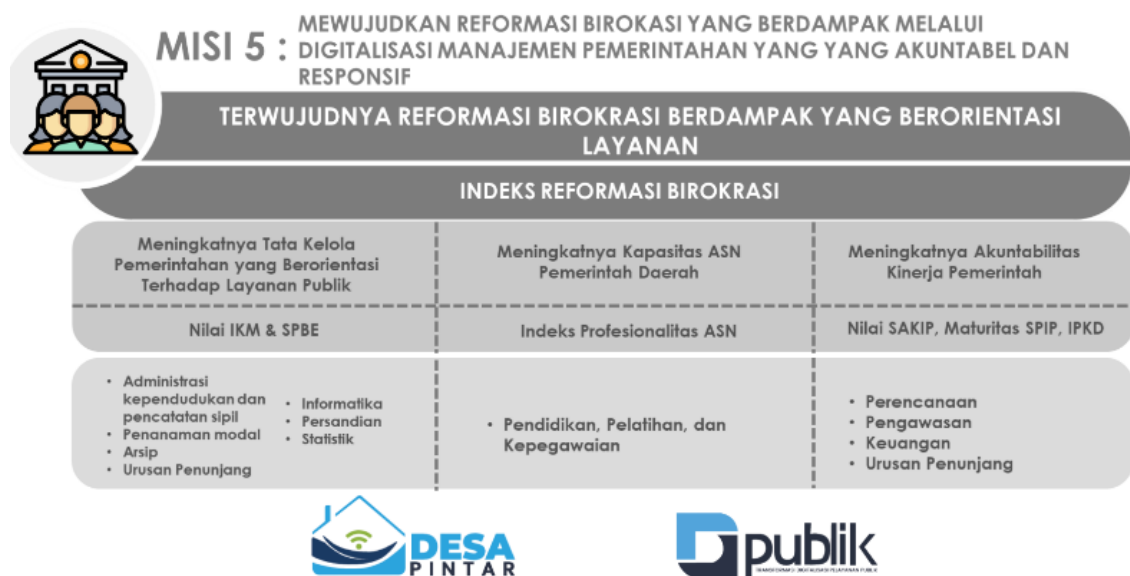 MISI 5 :
MEWUJUDKAN REFORMASI BIROKASI YANG BERDAMPAK MELALUI
DIGITALISASI MANAJEMEN PEMERINTAHAN YANG YANG AKUNTABEL DAN
RESPONSIF
TERWUJUDNYA REFORMASI BIROKRASI BERDAMPAK YANG BERORIENTASI
LAYANAN
INDEKS REFORMASI BIROKRASI
Meningkatnya Tata Kelola
Pemerintahan yang Berorientasi
Terhadap Layanan Publik
Meningkatnya Kapasitas ASN
Pemerintah Daerah
Meningkatnya Akuntabilitas
Kinerja Pemerintah
Nilai IKM & SPBE
Indeks Profesionalitas ASN
Nilai SAKIP, Maturitas SPIP, IPKD
• Administrasi
kependudukan dan
pencatatan sipil
• Penanaman modal
• Arsip
• Urusan Penunjang
• Informatika
• Persandian
• Statistik
• Pendidikan, Pelatihan, dan
Kepegawaian
• Perencanaan
• Pengawasan
• Keuangan
• Urusan Penunjang
DESA
PINTAR
publik
TRANSFORMASI DIGITALISASI PELAYANAN PUBLIK